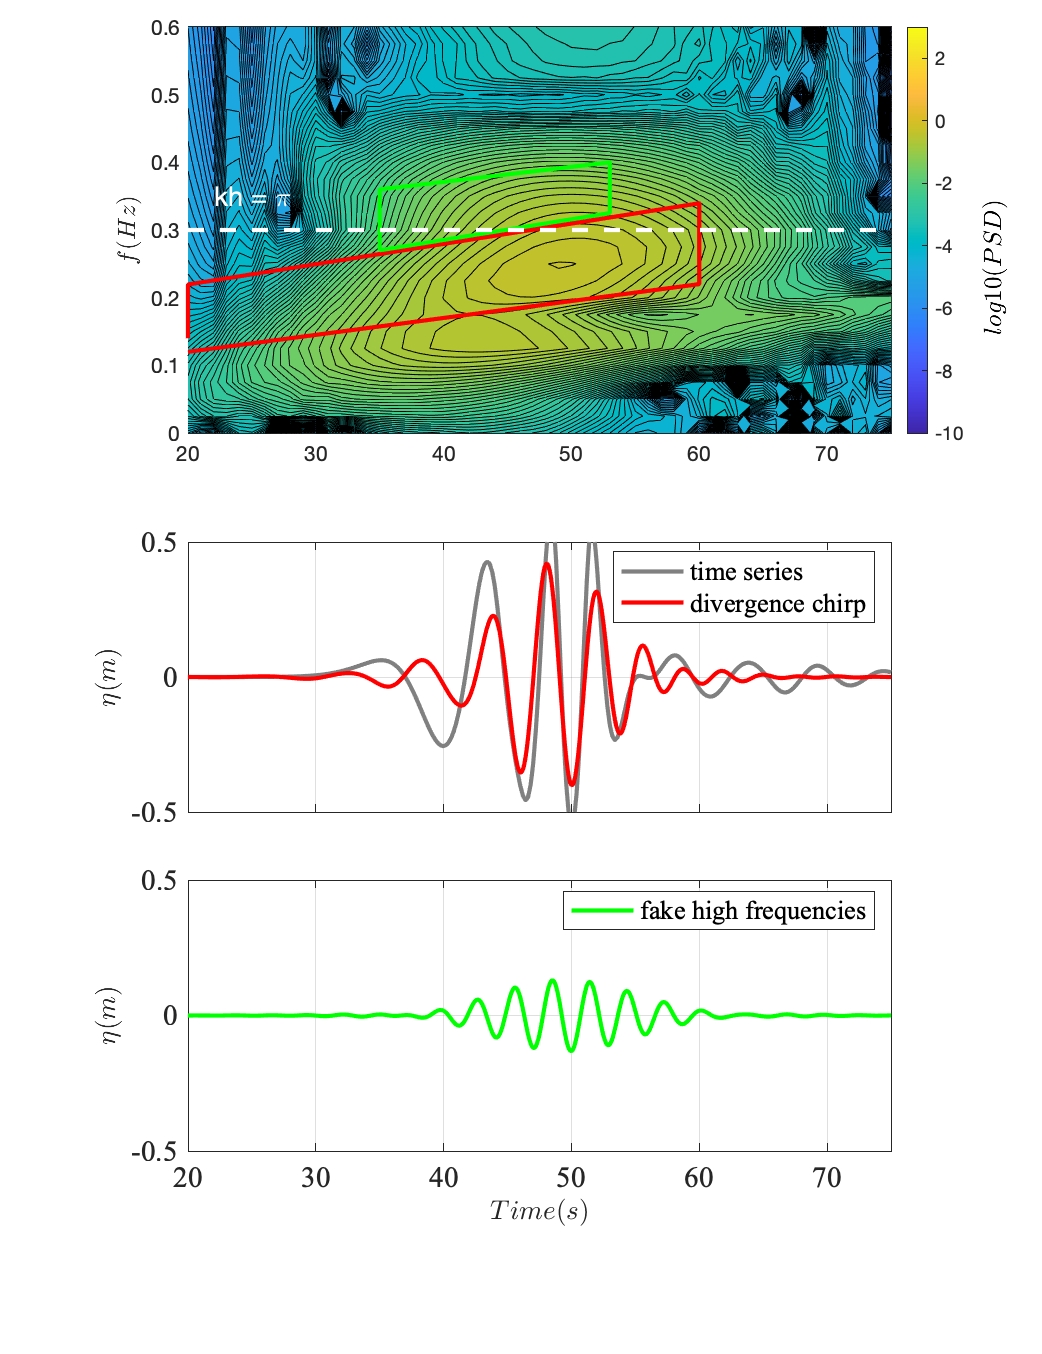 0.6
0.5
0.4
0.3
0.2
0.1
0
f(Hz)
kh = π
20 30 40 50 60 70
2
0
-2
-4
-6
-8
-10
log10(PSD)
0.5
0
-0.5
η(m)
time series
divergence chirp
0.5
0
-0.5
η(m)
fake high frequencies
20 30 40 50 60 70
Time(s)